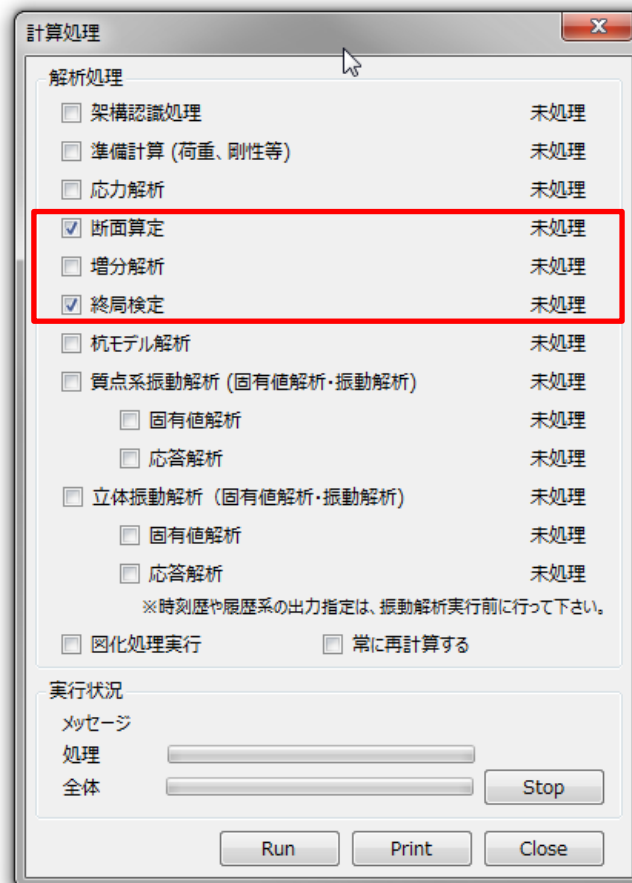 計算処理
解析処理
架構認識処理 未処理
準備計算 (荷重、剛性等) 未処理
応力解析 未処理
断面算定 未処理
増分解析 未処理
終局検定 未処理
杭モデル解析 未処理
質点系振動解析 (固有値解析・振動解析) 未処理
固有値解析 未処理
応答解析 未処理
立体振動解析 (固有値解析・振動解析) 未処理
固有値解析 未処理
応答解析 未処理
※時刻歴や履歴系の出力指定は、振動解析実行前に行って下さい。
図化処理実行 常に再計算する
実行状況
メッセージ
処理
全体 Stop
Run Print Close